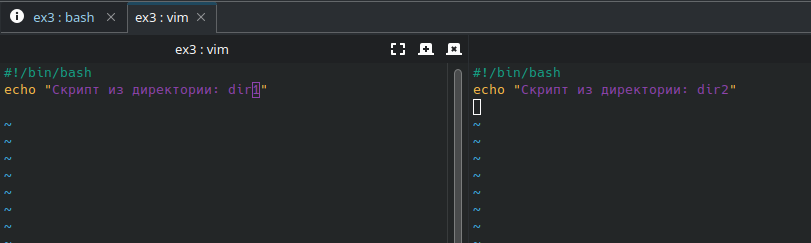 ex3 : bash
ex3 : vim
ex3 : vim
#!/bin/bash
echo "Скрипт из директории: dir1"
~
~
~
~
~
~
~
~
#!/bin/bash
echo "Скрипт из директории: dir2"
~
~
~
~
~
~
~
~